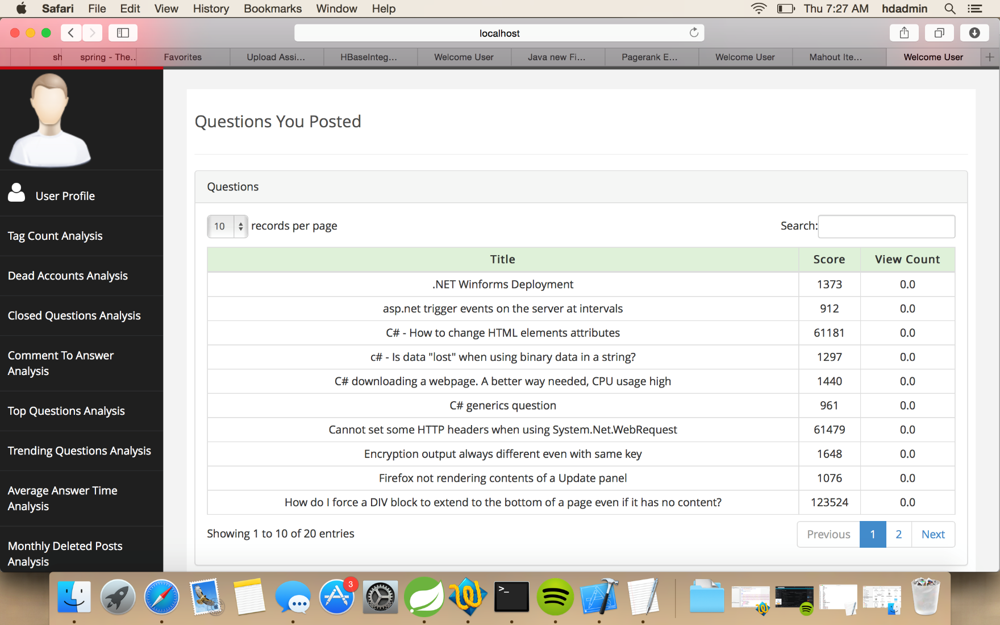 Safari File Edit View History Bookmarks Window Help Thu 7:27 AM hdadmin
localhost
sh spring - The.. Favorites Upload Assi... HBaseInteg... Welcome User Java new Fi... Pagerank E... Welcome User Mahout Ite... Welcome User
User Profile
Tag Count Analysis
Dead Accounts Analysis
Closed Questions Analysis
Comment To Answer
Analysis
Top Questions Analysis
Trending Questions Analysis
Average Answer Time
Analysis
Monthly Deleted Posts
Analysis
Questions You Posted
Questions
10 records per page Search:
Title Score View Count
.NET Winforms Deployment 1373 0.0
asp.net trigger events on the server at intervals 912 0.0
C# - How to change HTML elements attributes 61181 0.0
c# - Is data "lost" when using binary data in a string? 1297 0.0
C# downloading a webpage. A better way needed, CPU usage high 1440 0.0
C# generics question 961 0.0
Cannot set some HTTP headers when using System.Net.WebRequest 61479 0.0
Encryption output always different even with same key 1648 0.0
Firefox not rendering contents of a Update panel 1076 0.0
How do I force a DIV block to extend to the bottom of a page even if it has no content? 123524 0.0
Showing 1 to 10 of 20 entries Previous 1 2 Next
3
>_